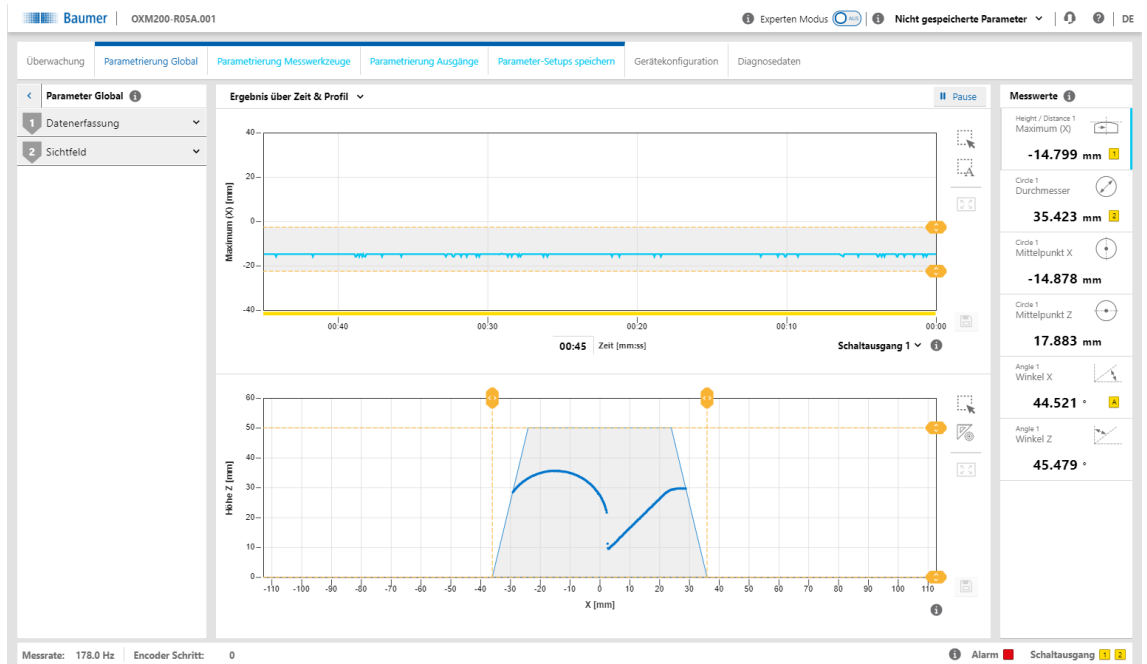 Baumer OXM200-R05A.001 Experten Modus AUS Nicht gespeicherte Parameter DE
Überwachung Parametrierung Global Parametrierung Messwerkzeuge Parametrierung Ausgänge Parameter-Setups speichern Gerätekonfiguration Diagnosedaten
Parameter Global
1 Datenerfassung
2 Sichtfeld
Ergebnis über Zeit & Profil
Pause
40
20
0
-20
-40
Maximum (X) [mm]
00:40 00:30 00:20 00:10 00:00
00:45 Zeit [mm:ss]
Schaltausgang 1
60
50
40
30
20
10
0
Höhe Z [mm]
-110 -100 -90 -80 -70 -60 -50 -40 -30 -20 -10 0 10 20 30 40 50 60 70 80 90 100 110
X [mm]
Messwerte
Height / Distance 1
Maximum (X)
-14.799 mm 1
Circle 1
Durchmesser
35.423 mm 2
Circle 1
Mittelpunkt X
-14.878 mm
Circle 1
Mittelpunkt Z
17.883 mm
Angle 1
Winkel X
44.521 ° A
Angle 1
Winkel Z
45.479 °
Messrate: 178.0 Hz Encoder Schritt: 0 Alarm Schaltausgang 1 2